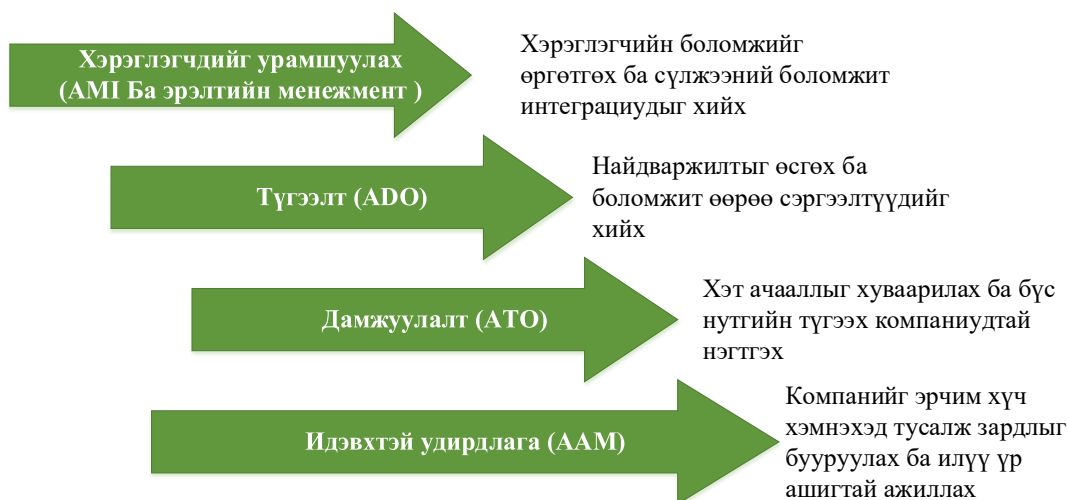 Хэрэглэгчдийг урамшуулах
(AMI Ба эрэлтийн менежмент )
Хэрэглэгчийн боломжийг
өргөтгөх ба сүлжээний боломжит
интеграциудыг хийх
Түгээлт (ADO)
Найдваржилтыг өсгөх ба
боломжит өөрөө сэргээлтүүдийг
хийх
Дамжуулалт (ATO)
Хэт ачааллыг хуваарилах ба бүс
нутгийн түгээх компаниудтай
нэгтгэх
Идэвхтэй удирдлага (AAM)
Компанийг эрчим хүч
хэмнэхэд тусалж зардлыг
бууруулах ба илүү үр
ашигтай ажиллах